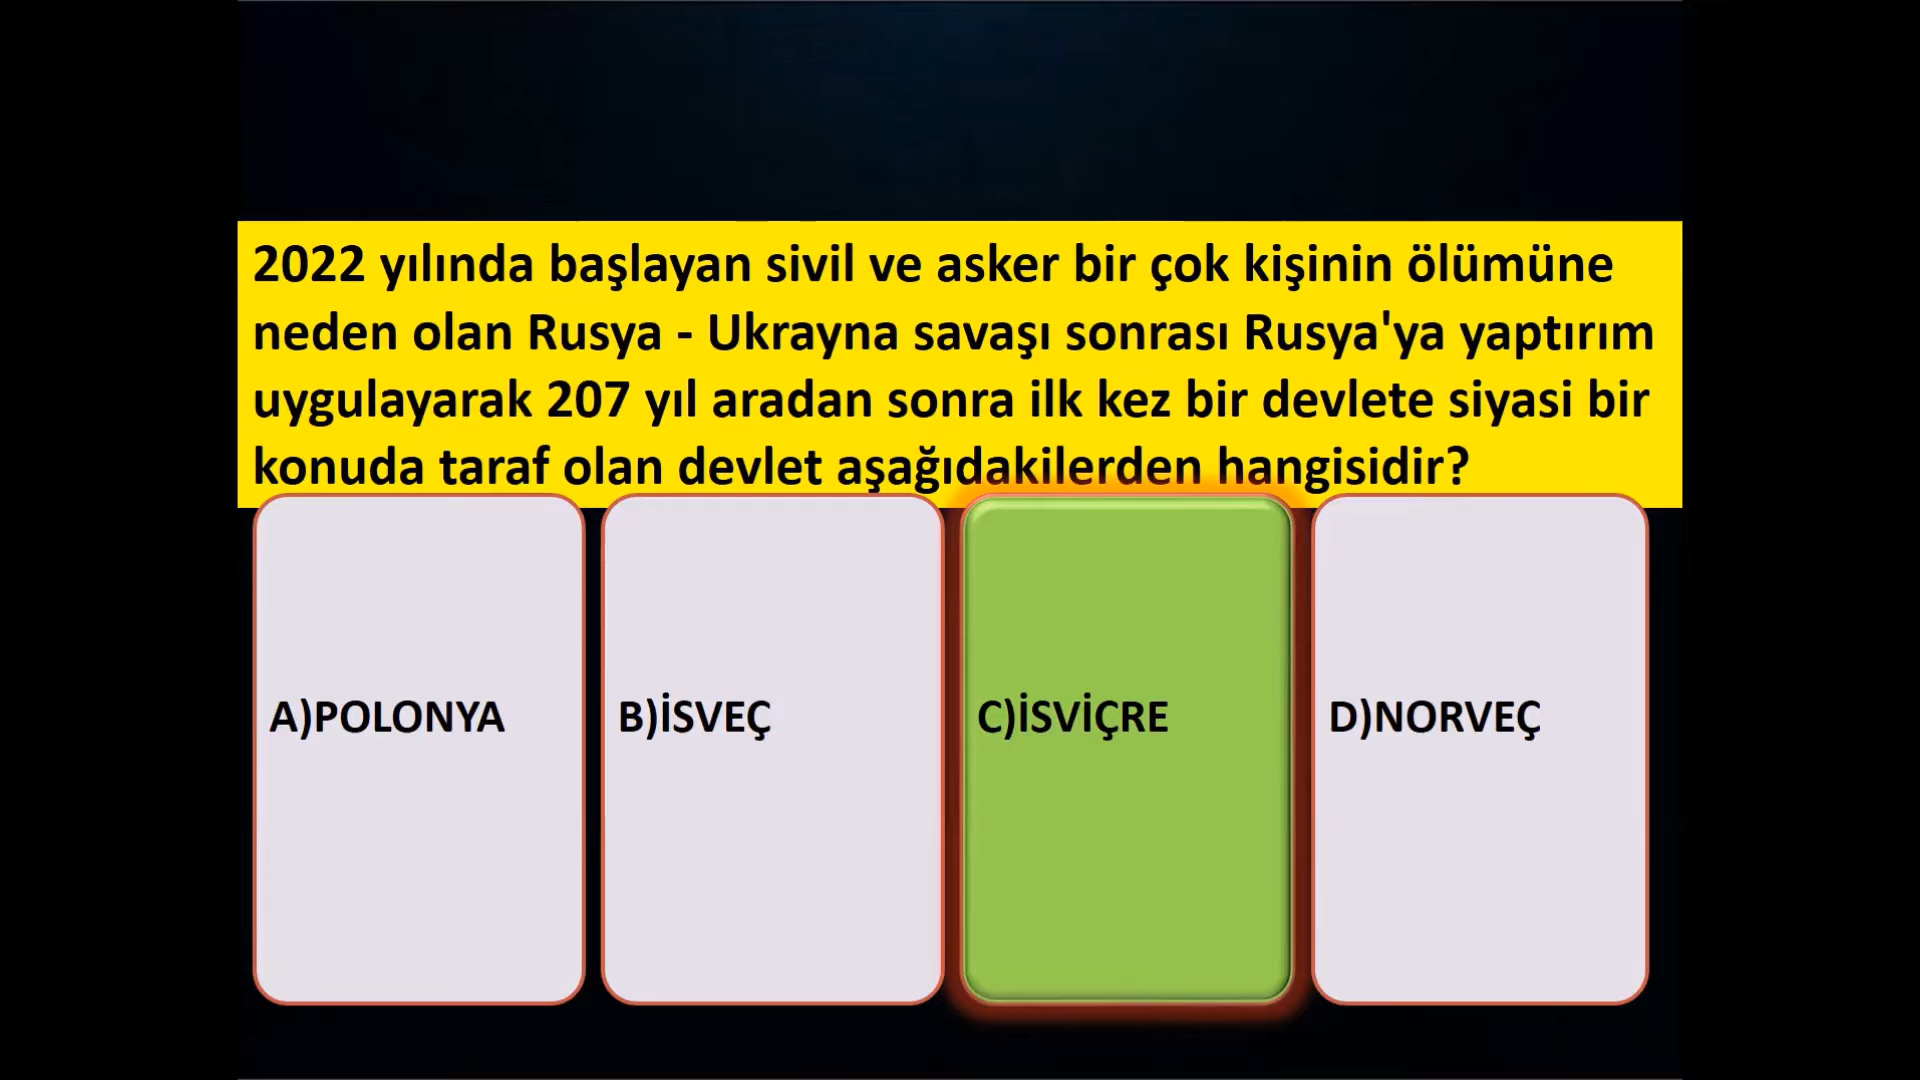 2022 yılında başlayan sivil ve asker bir çok kişinin ölümüne
neden olan Rusya - Ukrayna savaşı sonrası Rusya'ya yaptırım
uygulayarak 207 yıl aradan sonra ilk kez bir devlete siyasi bir
konuda taraf olan devlet aşağıdakilerden hangisidir?
A)POLONYA
B)İSVEÇ
C)İSVİÇRE
D)NORVEÇ